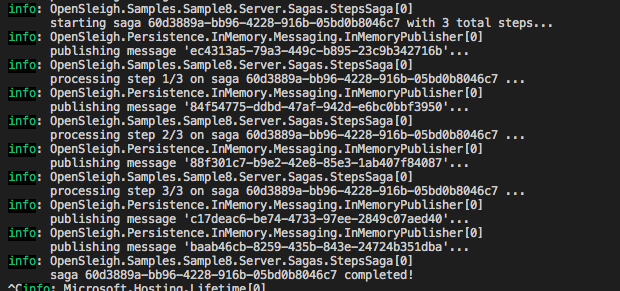 info: OpenSleigh.Samples.Sample8.Server.Sagas.StepsSaga[0]
      starting saga 60d3889a-bb96-4228-916b-05bd0b8046c7 with 3 total steps...
info: OpenSleigh.Persistence.InMemory.Messaging.InMemoryPublisher[0]
      publishing message 'ec4313a5-79a3-449c-b895-23c9b342716b'...
info: OpenSleigh.Samples.Sample8.Server.Sagas.StepsSaga[0]
      processing step 1/3 on saga 60d3889a-bb96-4228-916b-05bd0b8046c7 ...
info: OpenSleigh.Persistence.InMemory.Messaging.InMemoryPublisher[0]
      publishing message '84f54775-ddbd-47af-942d-e6bc0bbf3950'...
info: OpenSleigh.Samples.Sample8.Server.Sagas.StepsSaga[0]
      processing step 2/3 on saga 60d3889a-bb96-4228-916b-05bd0b8046c7 ...
info: OpenSleigh.Persistence.InMemory.Messaging.InMemoryPublisher[0]
      publishing message '88f301c7-b9e2-42e8-85e3-1ab407f84087'...
info: OpenSleigh.Samples.Sample8.Server.Sagas.StepsSaga[0]
      processing step 3/3 on saga 60d3889a-bb96-4228-916b-05bd0b8046c7 ...
info: OpenSleigh.Persistence.InMemory.Messaging.InMemoryPublisher[0]
      publishing message 'c17deac6-be74-4733-97ee-2849c07aed40'...
info: OpenSleigh.Persistence.InMemory.Messaging.InMemoryPublisher[0]
      publishing message 'baab46cb-8259-435b-843e-24724b351dba'...
info: OpenSleigh.Samples.Sample8.Server.Sagas.StepsSaga[0]
      saga 60d3889a-bb96-4228-916b-05bd0b8046c7 completed!
^Cinfo: Microsoft.Hosting.Lifetime[0]